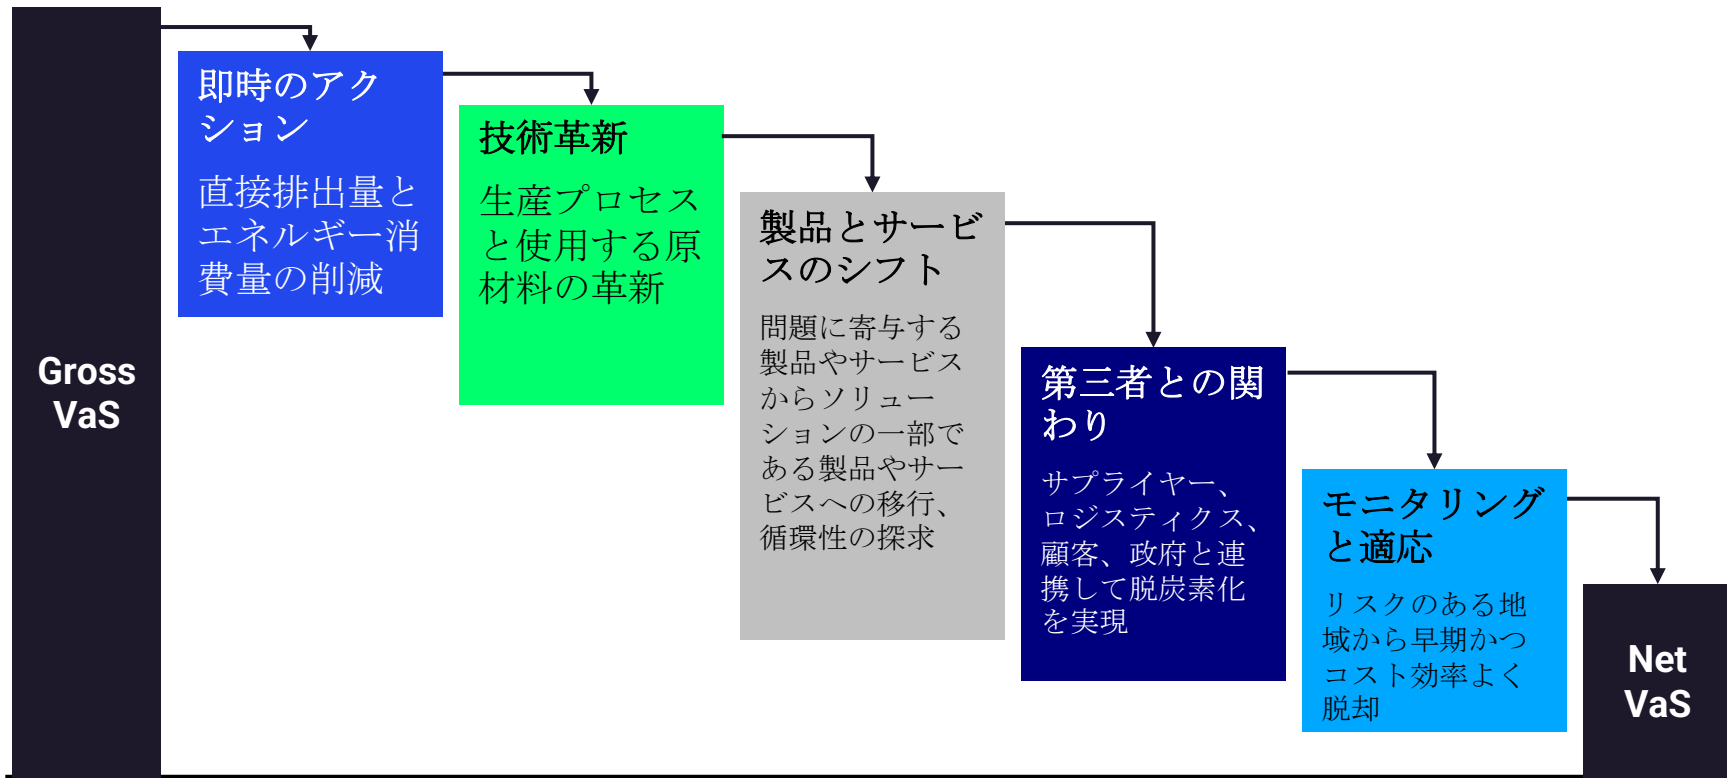 Gross
VaS
即時のアク
ション
直接排出量と
エネルギー消
費量の削減
技術革新
生産プロセス
と使用する原
材料の革新
製品とサービ
スのシフト
問題に寄与する
製品やサービス
からソリュー
ションの一部で
ある製品やサー
ビスへの移行、
循環性の探求
第三者との関
わり
サプライヤー、
ロジスティクス、
顧客、政府と連
携して脱炭素化
を実現
モニタリング
と適応
リスクのある地
域から早期かつ
コスト効率よく
脱却
Net
VaS